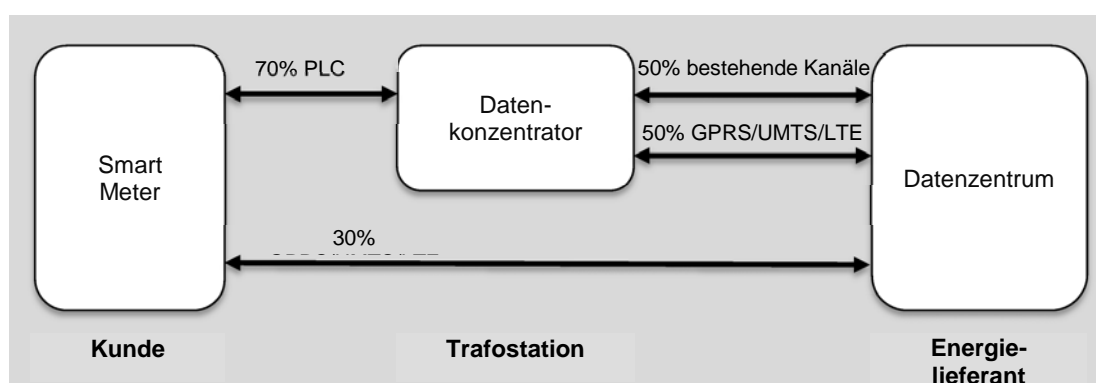 70% PLC
50% bestehende Kanäle
Daten-
konzentrator
50% GPRS/UMTS/LTE
Smart
Meter
Datenzentrum
30%
Kunde
Trafostation
Energie-
lieferant